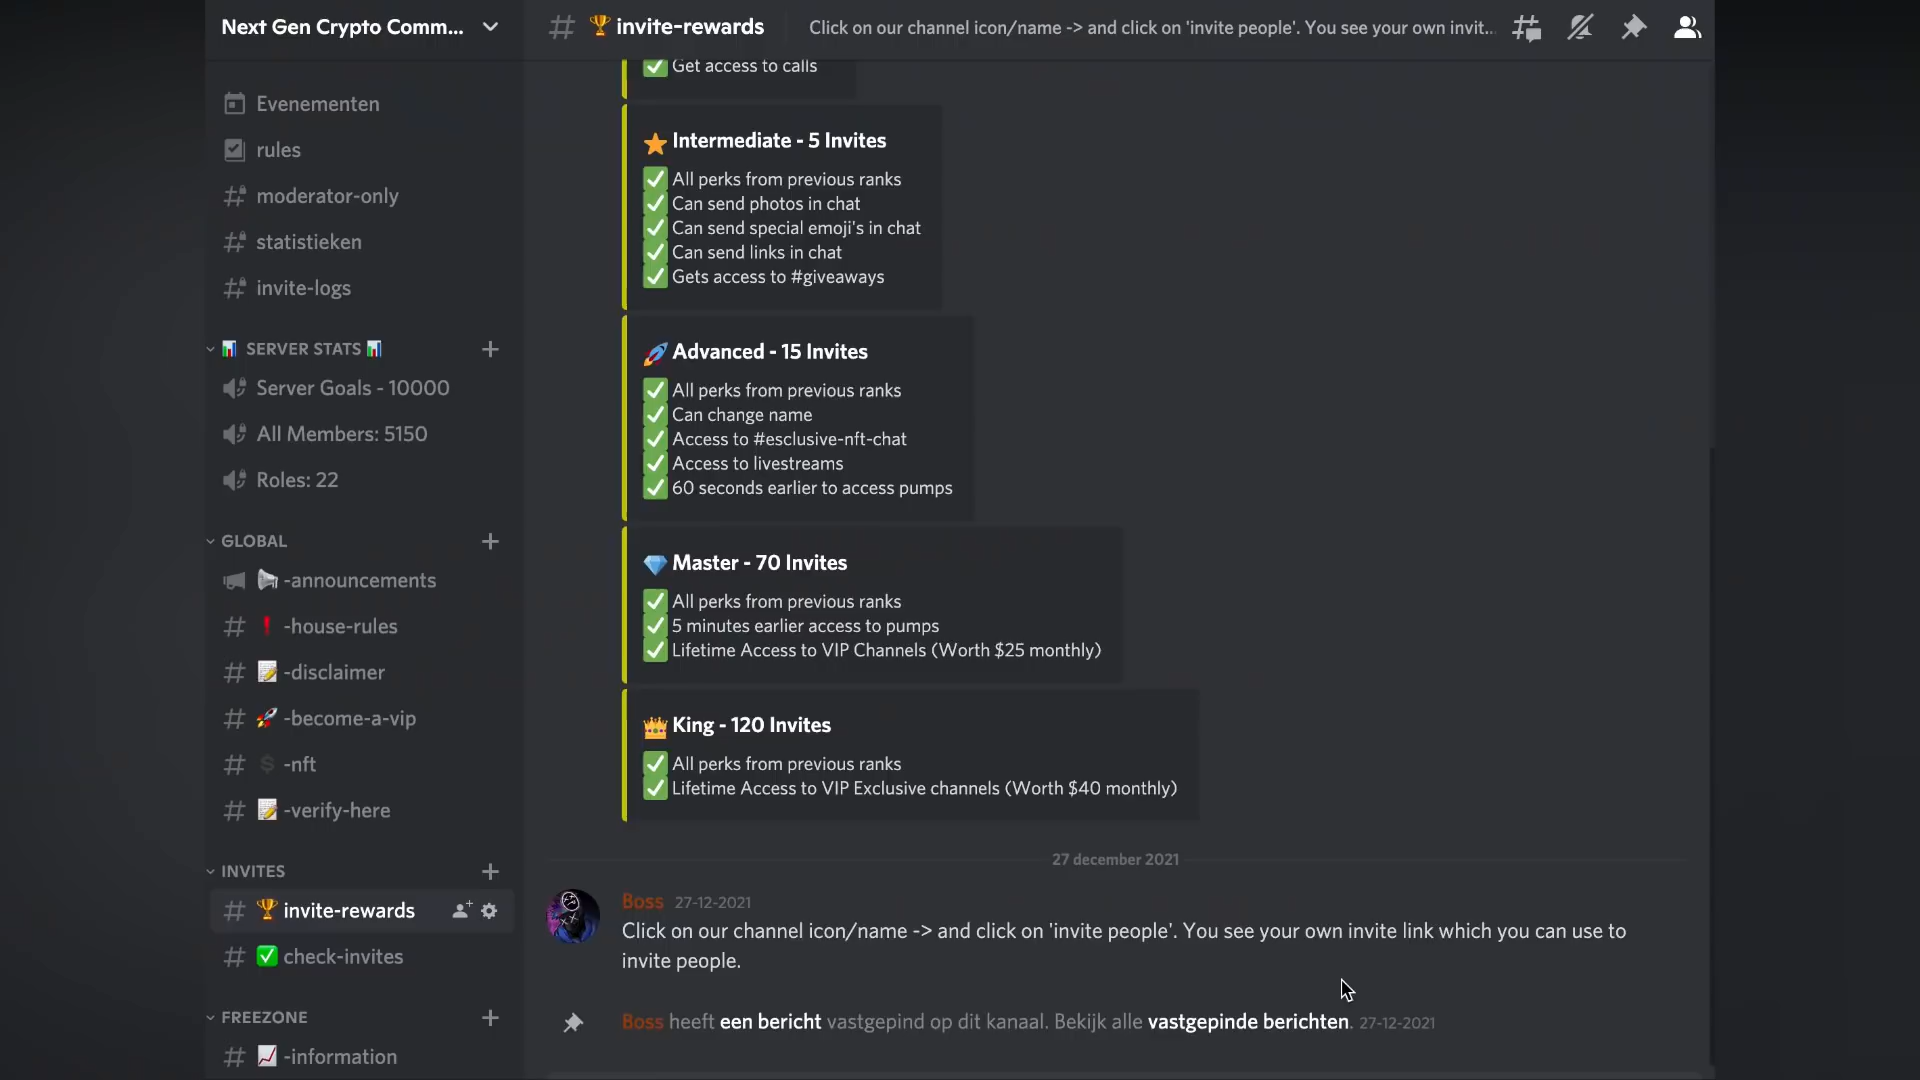 Next Gen Crypto Comm...
Evenementen
rules
moderator-only
statistieken
invite-logs
SERVER STATS
Server Goals - 10000
All Members: 5150
Roles: 22
GLOBAL
-announcements
-house-rules
-disclaimer
-become-a-vip
-nft
-verify-here
INVITES
invite-rewards
check-invites
FREEZONE
-information
invite-rewards
Click on our channel icon/name -> and click on 'invite people'. You see your own invit...
Get access to calls
Intermediate - 5 Invites
All perks from previous ranks
Can send photos in chat
Can send special emoji's in chat
Can send links in chat
Gets access to #giveaways
Advanced - 15 Invites
All perks from previous ranks
Can change name
Access to #esclusive-nft-chat
Access to livestreams
60 seconds earlier to access pumps
Master - 70 Invites
All perks from previous ranks
5 minutes earlier access to pumps
Lifetime Access to VIP Channels (Worth $25 monthly)
King - 120 Invites
All perks from previous ranks
Lifetime Access to VIP Exclusive channels (Worth $40 monthly)
27 december 2021
Boss 27-12-2021
Click on our channel icon/name -> and click on 'invite people'. You see your own invite link which you can use to
invite people.
Boss heeft een bericht vastgepind op dit kanaal. Bekijk alle vastgepinde berichten. 27-12-2021